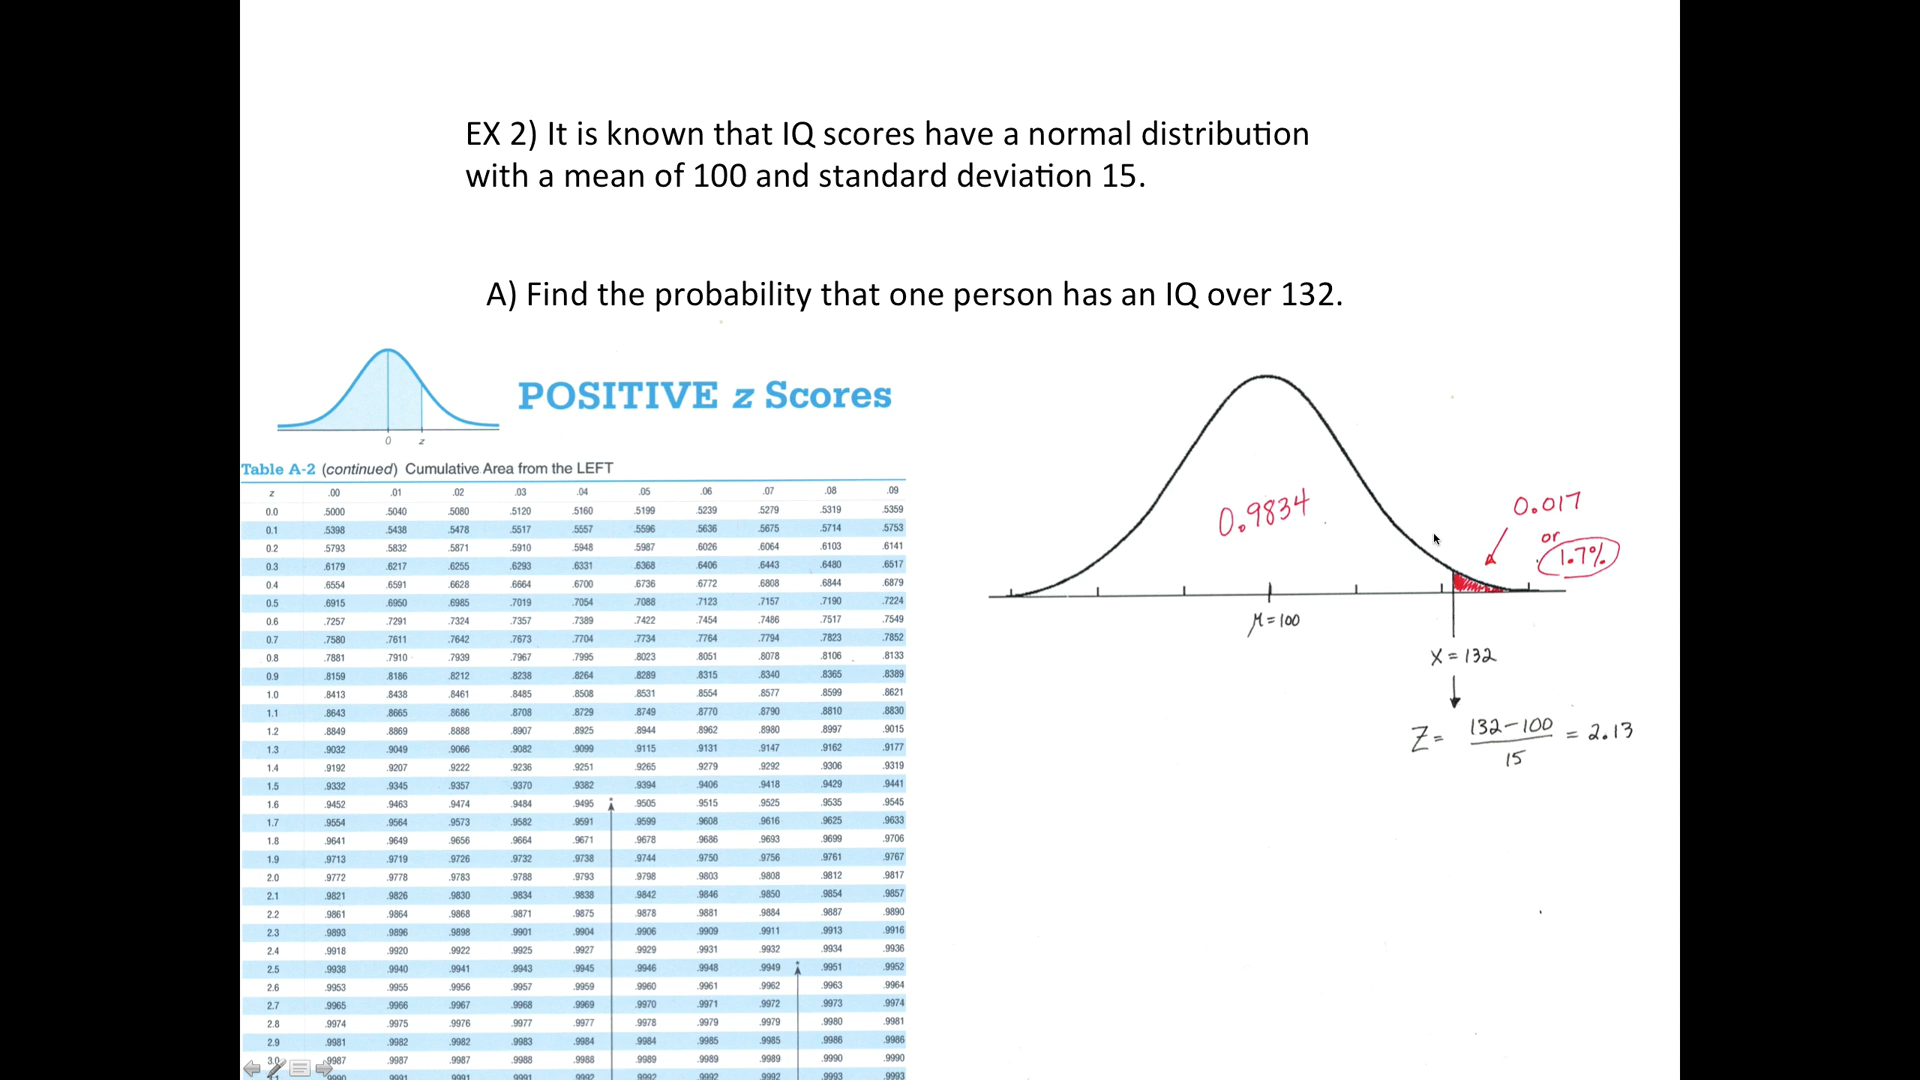 EX 2) It is known that IQ scores have a normal distribution
with a mean of 100 and standard deviation 15.
A) Find the probability that one person has an IQ over 132.
POSITIVE z Scores
0 z
Table A-2 (continued) Cumulative Area from the LEFT
z .00 .01 .02 .03 .04 .05 .06 .07 .08 .09
0.0 .5000 .5040 .5080 .5120 .5160 .5199 .5239 .5279 .5319 .5359
0.1 .5398 .5438 .5478 .5517 .5557 .5596 .5636 .5675 .5714 .5753
0.2 .5793 .5832 .5871 .5910 .5948 .5987 .6026 .6064 .6103 .6141
0.3 .6179 .6217 .6255 .6293 .6331 .6368 .6406 .6443 .6480 .6517
0.4 .6554 .6591 .6628 .6664 .6700 .6736 .6772 .6808 .6844 .6879
0.5 .6915 .6950 .6985 .7019 .7054 .7088 .7123 .7157 .7190 .7224
0.6 .7257 .7291 .7324 .7357 .7389 .7422 .7454 .7486 .7517 .7549
0.7 .7580 .7611 .7642 .7673 .7704 .7734 .7764 .7794 .7823 .7852
0.8 .7881 .7910 .7939 .7967 .7995 .8023 .8051 .8078 .8106 .8133
0.9 .8159 .8186 .8212 .8238 .8264 .8289 .8315 .8340 .8365 .8389
1.0 .8413 .8438 .8461 .8485 .8508 .8531 .8554 .8577 .8599 .8621
1.1 .8643 .8665 .8686 .8708 .8729 .8749 .8770 .8790 .8810 .8830
1.2 .8849 .8869 .8888 .8907 .8925 .8944 .8962 .8980 .8997 .9015
1.3 .9032 .9049 .9066 .9082 .9099 .9115 .9131 .9147 .9162 .9177
1.4 .9192 .9207 .9222 .9236 .9251 .9265 .9279 .9292 .9306 .9319
1.5 .9332 .9345 .9357 .9370 .9382 .9394 .9406 .9418 .9429 .9441
1.6 .9452 .9463 .9474 .9484 .9495 .9505 .9515 .9525 .9535 .9545
1.7 .9554 .9564 .9573 .9582 .9591 .9599 .9608 .9616 .9625 .9633
1.8 .9641 .9649 .9656 .9664 .9671 .9678 .9686 .9693 .9699 .9706
1.9 .9713 .9719 .9726 .9732 .9738 .9744 .9750 .9756 .9761 .9767
2.0 .9772 .9778 .9783 .9788 .9793 .9798 .9803 .9808 .9812 .9817
2.1 .9821 .9826 .9830 .9834 .9838 .9842 .9846 .9850 .9854 .9857
2.2 .9861 .9864 .9868 .9871 .9875 .9878 .9881 .9884 .9887 .9890
2.3 .9893 .9896 .9898 .9901 .9904 .9906 .9909 .9911 .9913 .9916
2.4 .9918 .9920 .9922 .9925 .9927 .9929 .9931 .9932 .9934 .9936
2.5 .9938 .9940 .9941 .9943 .9945 .9946 .9948 .9949 .9951 .9952
2.6 .9953 .9955 .9956 .9957 .9959 .9960 .9961 .9962 .9963 .9964
2.7 .9965 .9966 .9967 .9968 .9969 .9970 .9971 .9972 .9973 .9974
2.8 .9974 .9975 .9976 .9977 .9977 .9978 .9979 .9979 .9980 .9981
2.9 .9981 .9982 .9982 .9983 .9984 .9984 .9985 .9985 .9986 .9986
3.0 .9987 .9987 .9987 .9988 .9988 .9989 .9989 .9989 .9990 .9990
.9991 .9991 .9991 .9992 .9992 .9992 .9992 .9993 .9993
0.9834
0.017
or
1.7%
μ=100
X=132
Z= 132-100 = 2.13
15